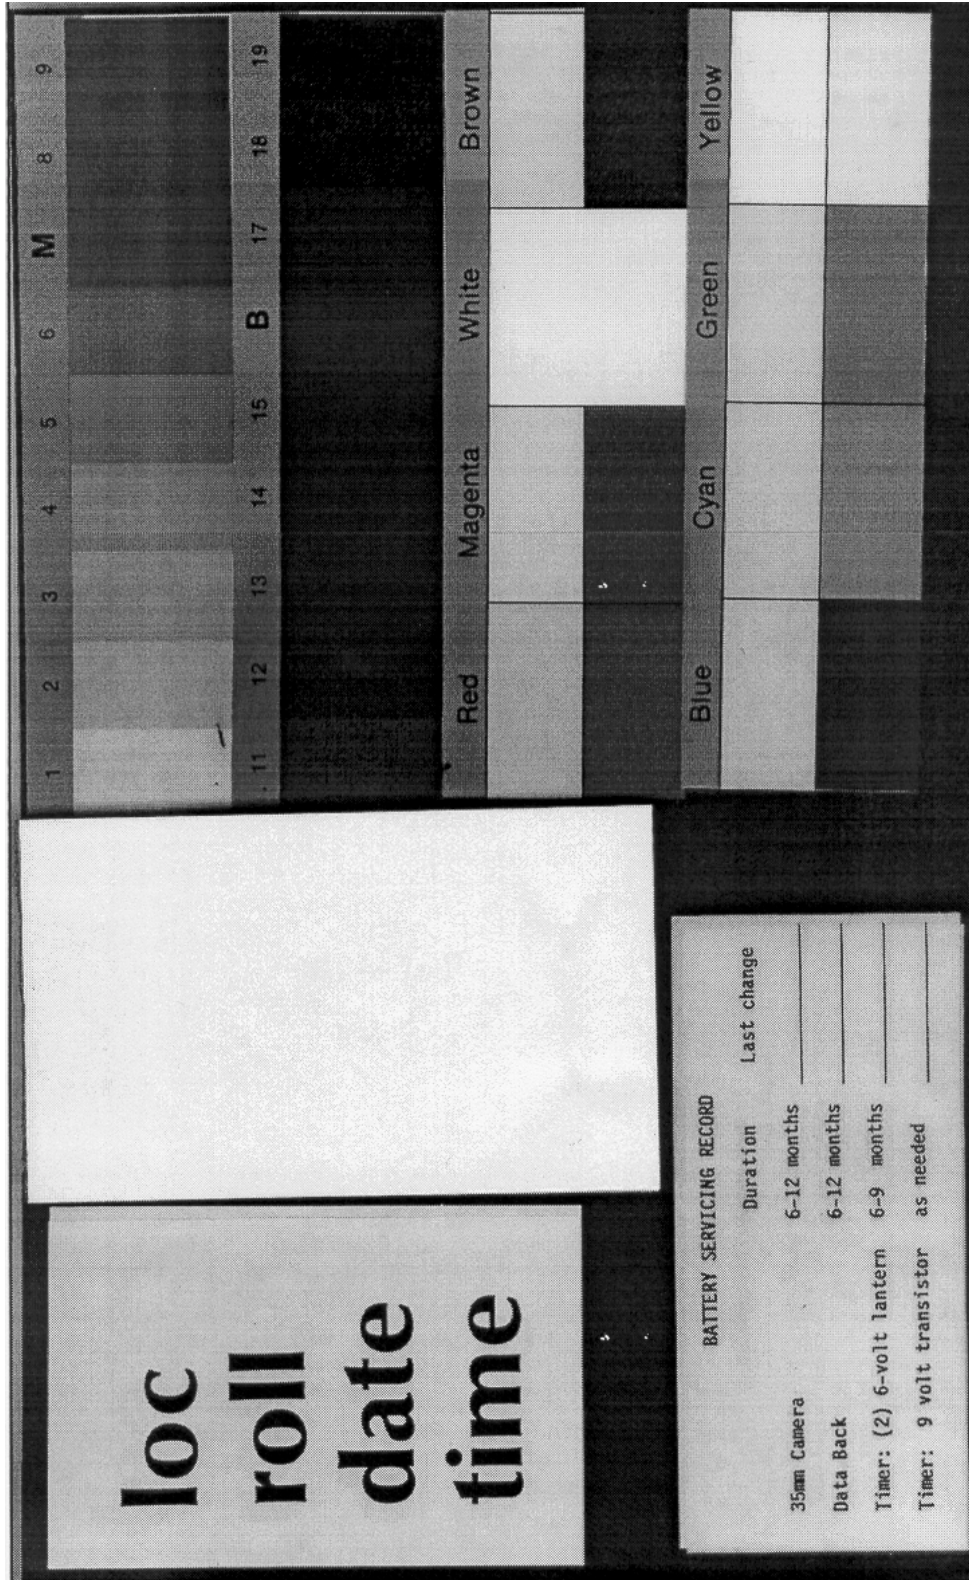 1 2 3 4 5 6 M 8 9
11 12 13 14 15 B 17 18 19
Red Magenta White Brown
Blue Cyan Green Yellow
loc
roll
date
time
BATTERY SERVICING RECORD
Duration Last change
35mm Camera 6-12 months
Data Back 6-12 months
Timer: (2) 6-volt lantern 6-9 months
Timer: 9 volt transistor as needed